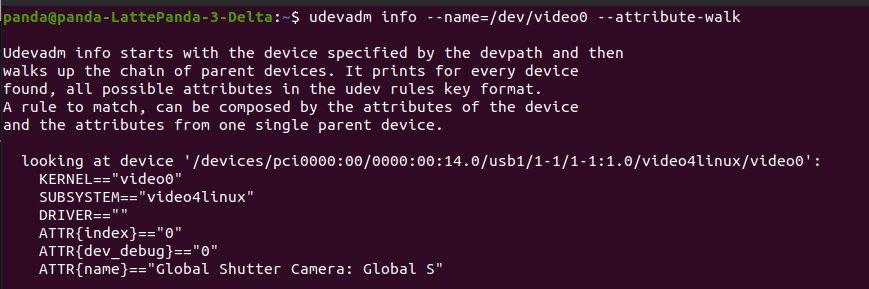 panda@panda-LattePanda-3-Delta:~$ udevadm info --name=/dev/video0 --attribute-walk
Udevadm info starts with the device specified by the devpath and then
walks up the chain of parent devices. It prints for every device
found, all possible attributes in the udev rules key format.
A rule to match, can be composed by the attributes of the device
and the attributes from one single parent device.
looking at device '/devices/pci0000:00/0000:00:14.0/usb1/1-1/1-1:1.0/video4linux/video0':
KERNEL=="video0"
SUBSYSTEM=="video4linux"
DRIVER==""
ATTR{index}=="0"
ATTR{dev_debug}=="0"
ATTR{name}=="Global Shutter Camera: Global S"